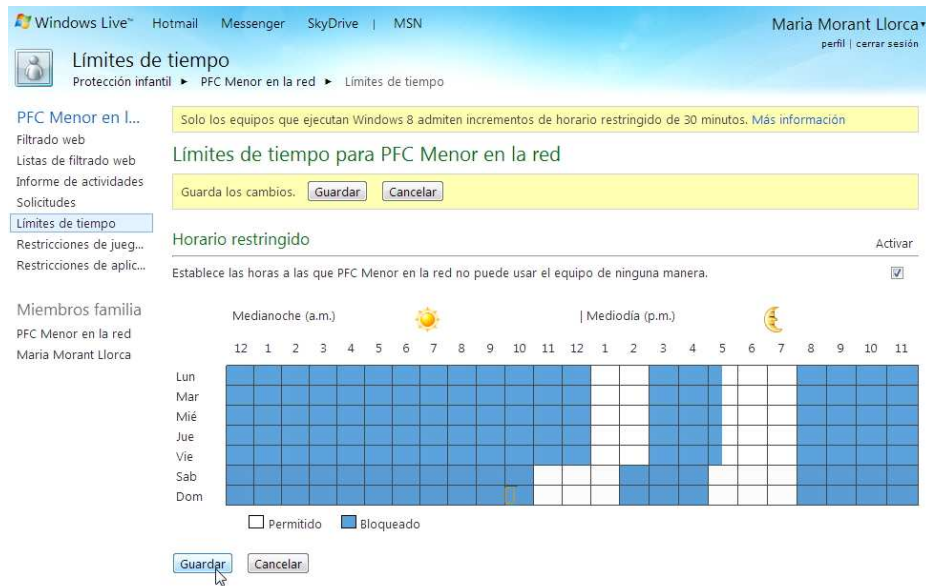 Windows Live™ Hotmail Messenger SkyDrive | MSN
Maria Morant Llorca
perfil | cerrar sesión
Límites de tiempo
Protección infantil ► PFC Menor en la red ► Límites de tiempo
PFC Menor en l...
Filtrado web
Listas de filtrado web
Informe de actividades
Solicitudes
Límites de tiempo
Restricciones de jueg...
Restricciones de aplic...
Miembros familia
PFC Menor en la red
Maria Morant Llorca
Solo los equipos que ejecutan Windows 8 admiten incrementos de horario restringido de 30 minutos. Más información
Límites de tiempo para PFC Menor en la red
Guarda los cambios. Guardar Cancelar
Horario restringido
Activar
Establece las horas a las que PFC Menor en la red no puede usar el equipo de ninguna manera.
Medianoche (a.m.) | Mediodía (p.m.)
12 1 2 3 4 5 6 7 8 9 10 11 12 1 2 3 4 5 6 7 8 9 10 11
Lun
Mar
Mié
Jue
Vie
Sab
Dom
Permitido Bloqueado
Guardar Cancelar